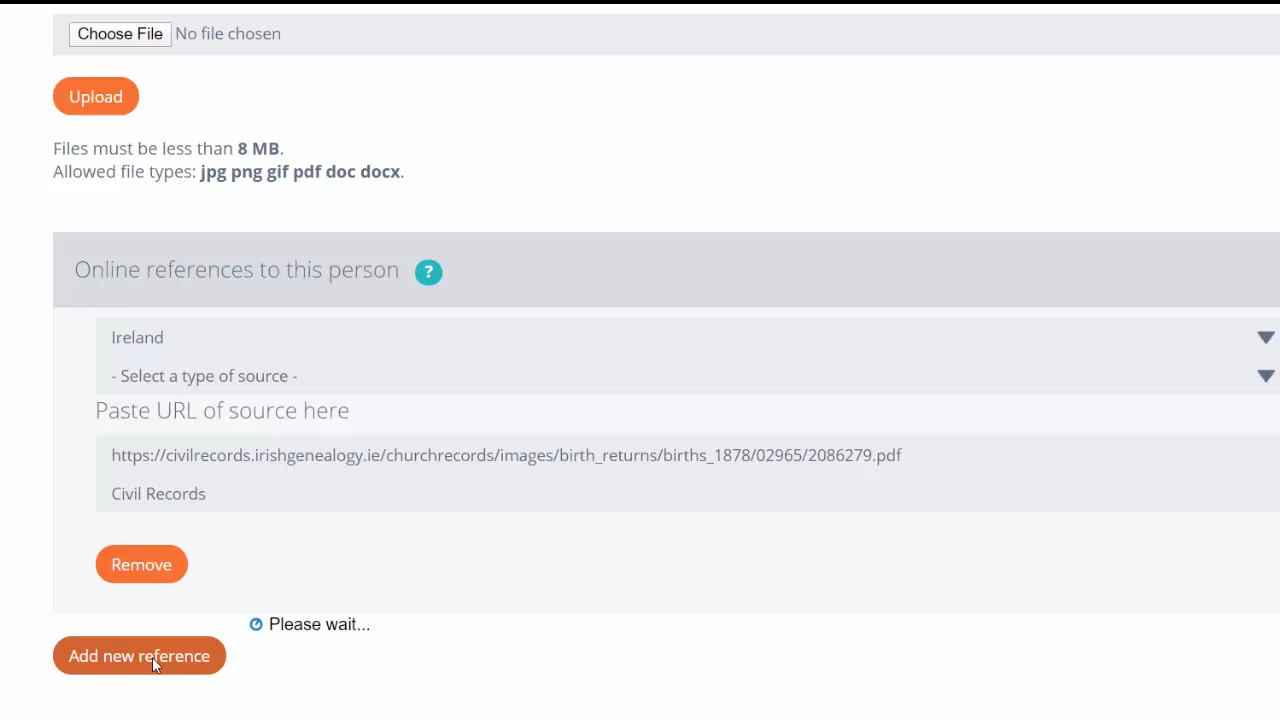 Choose File No file chosen
Upload
Files must be less than 8 MB.
Allowed file types: jpg png gif pdf doc docx.
Online references to this person ?
Ireland
- Select a type of source -
Paste URL of source here
https://civilrecords.irishgenealogy.ie/churchrecords/images/birth_returns/births_1878/02965/2086279.pdf
Civil Records
Remove
Please wait...
Add new reference